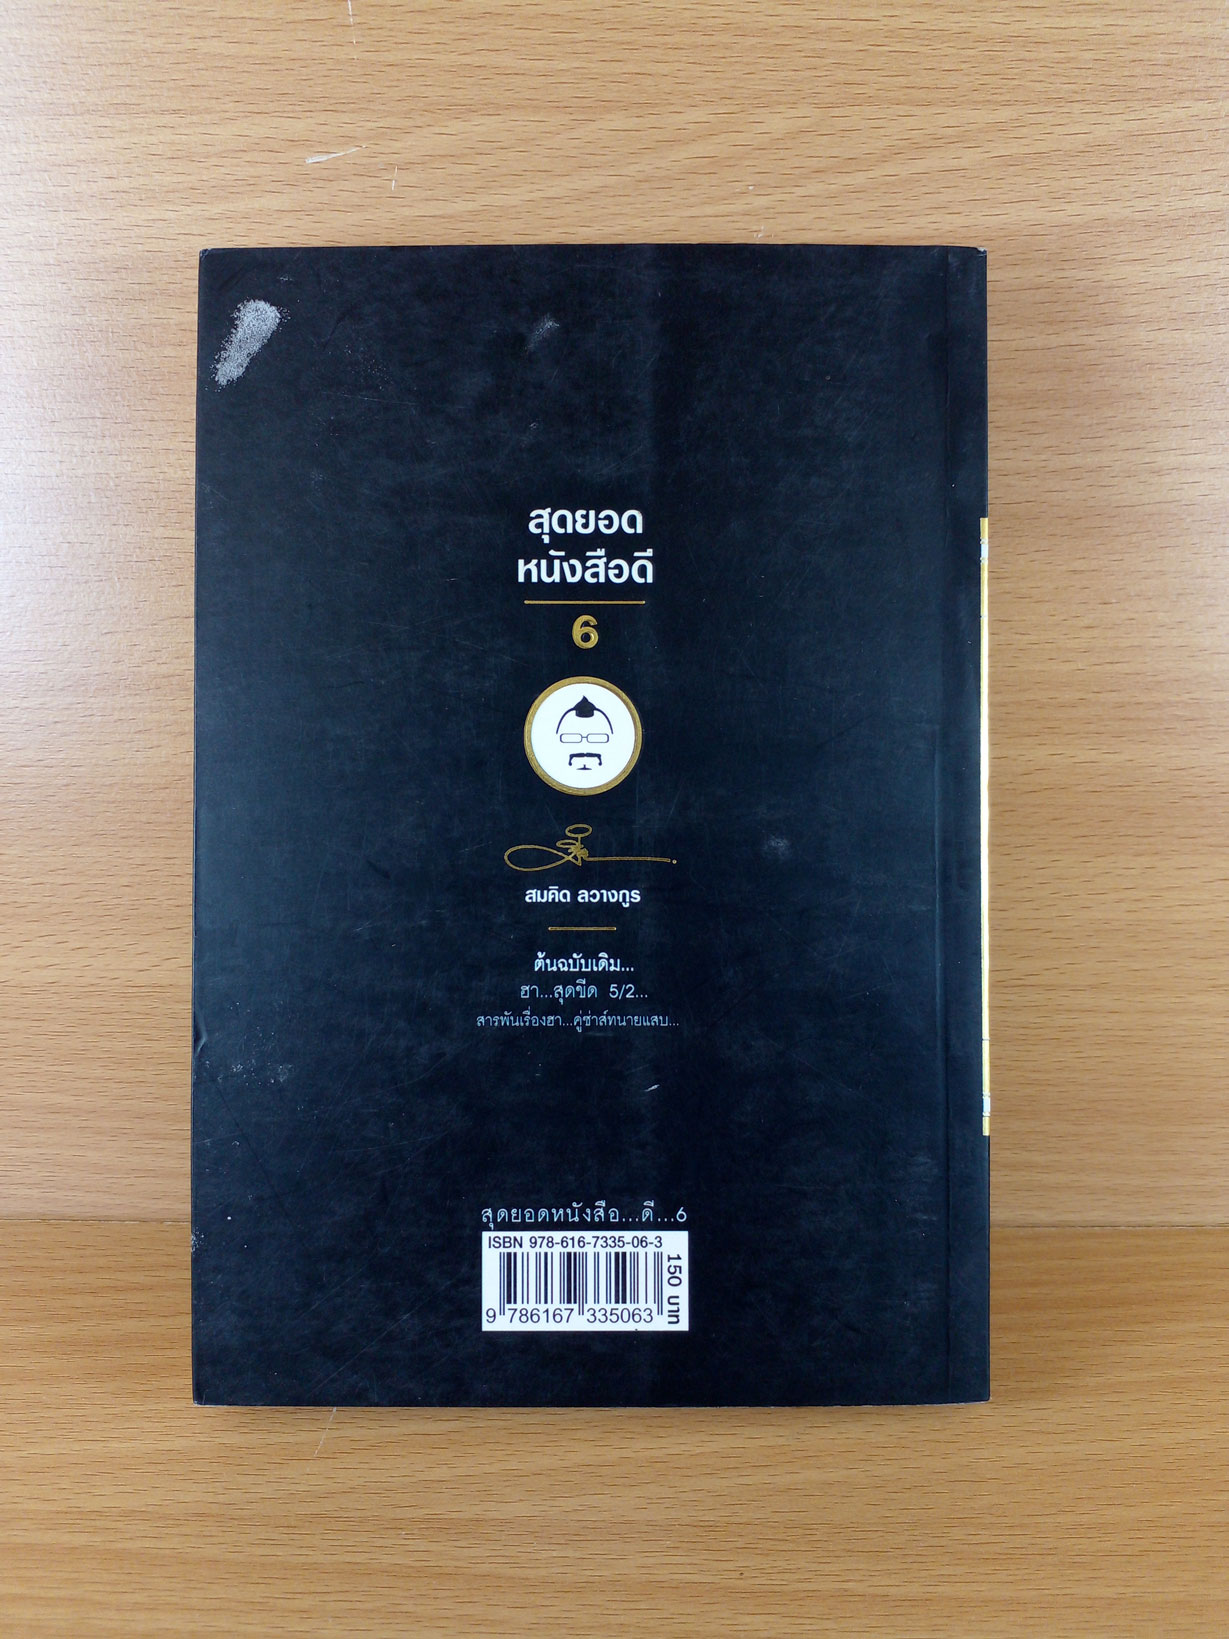 สุดยอด
หนังสือดี
6
สมคิด ลวางกูร
ต้นฉบับเดิม...
ฮา...สุดขีด 5/2...
สารพันเรื่องฮา...คู่ซ่าส์ทนายแสบ...
สุดยอดหนังสือ...ดี...6
ISBN 978-616-7335-06-3
150 บาท
9 786167 335063